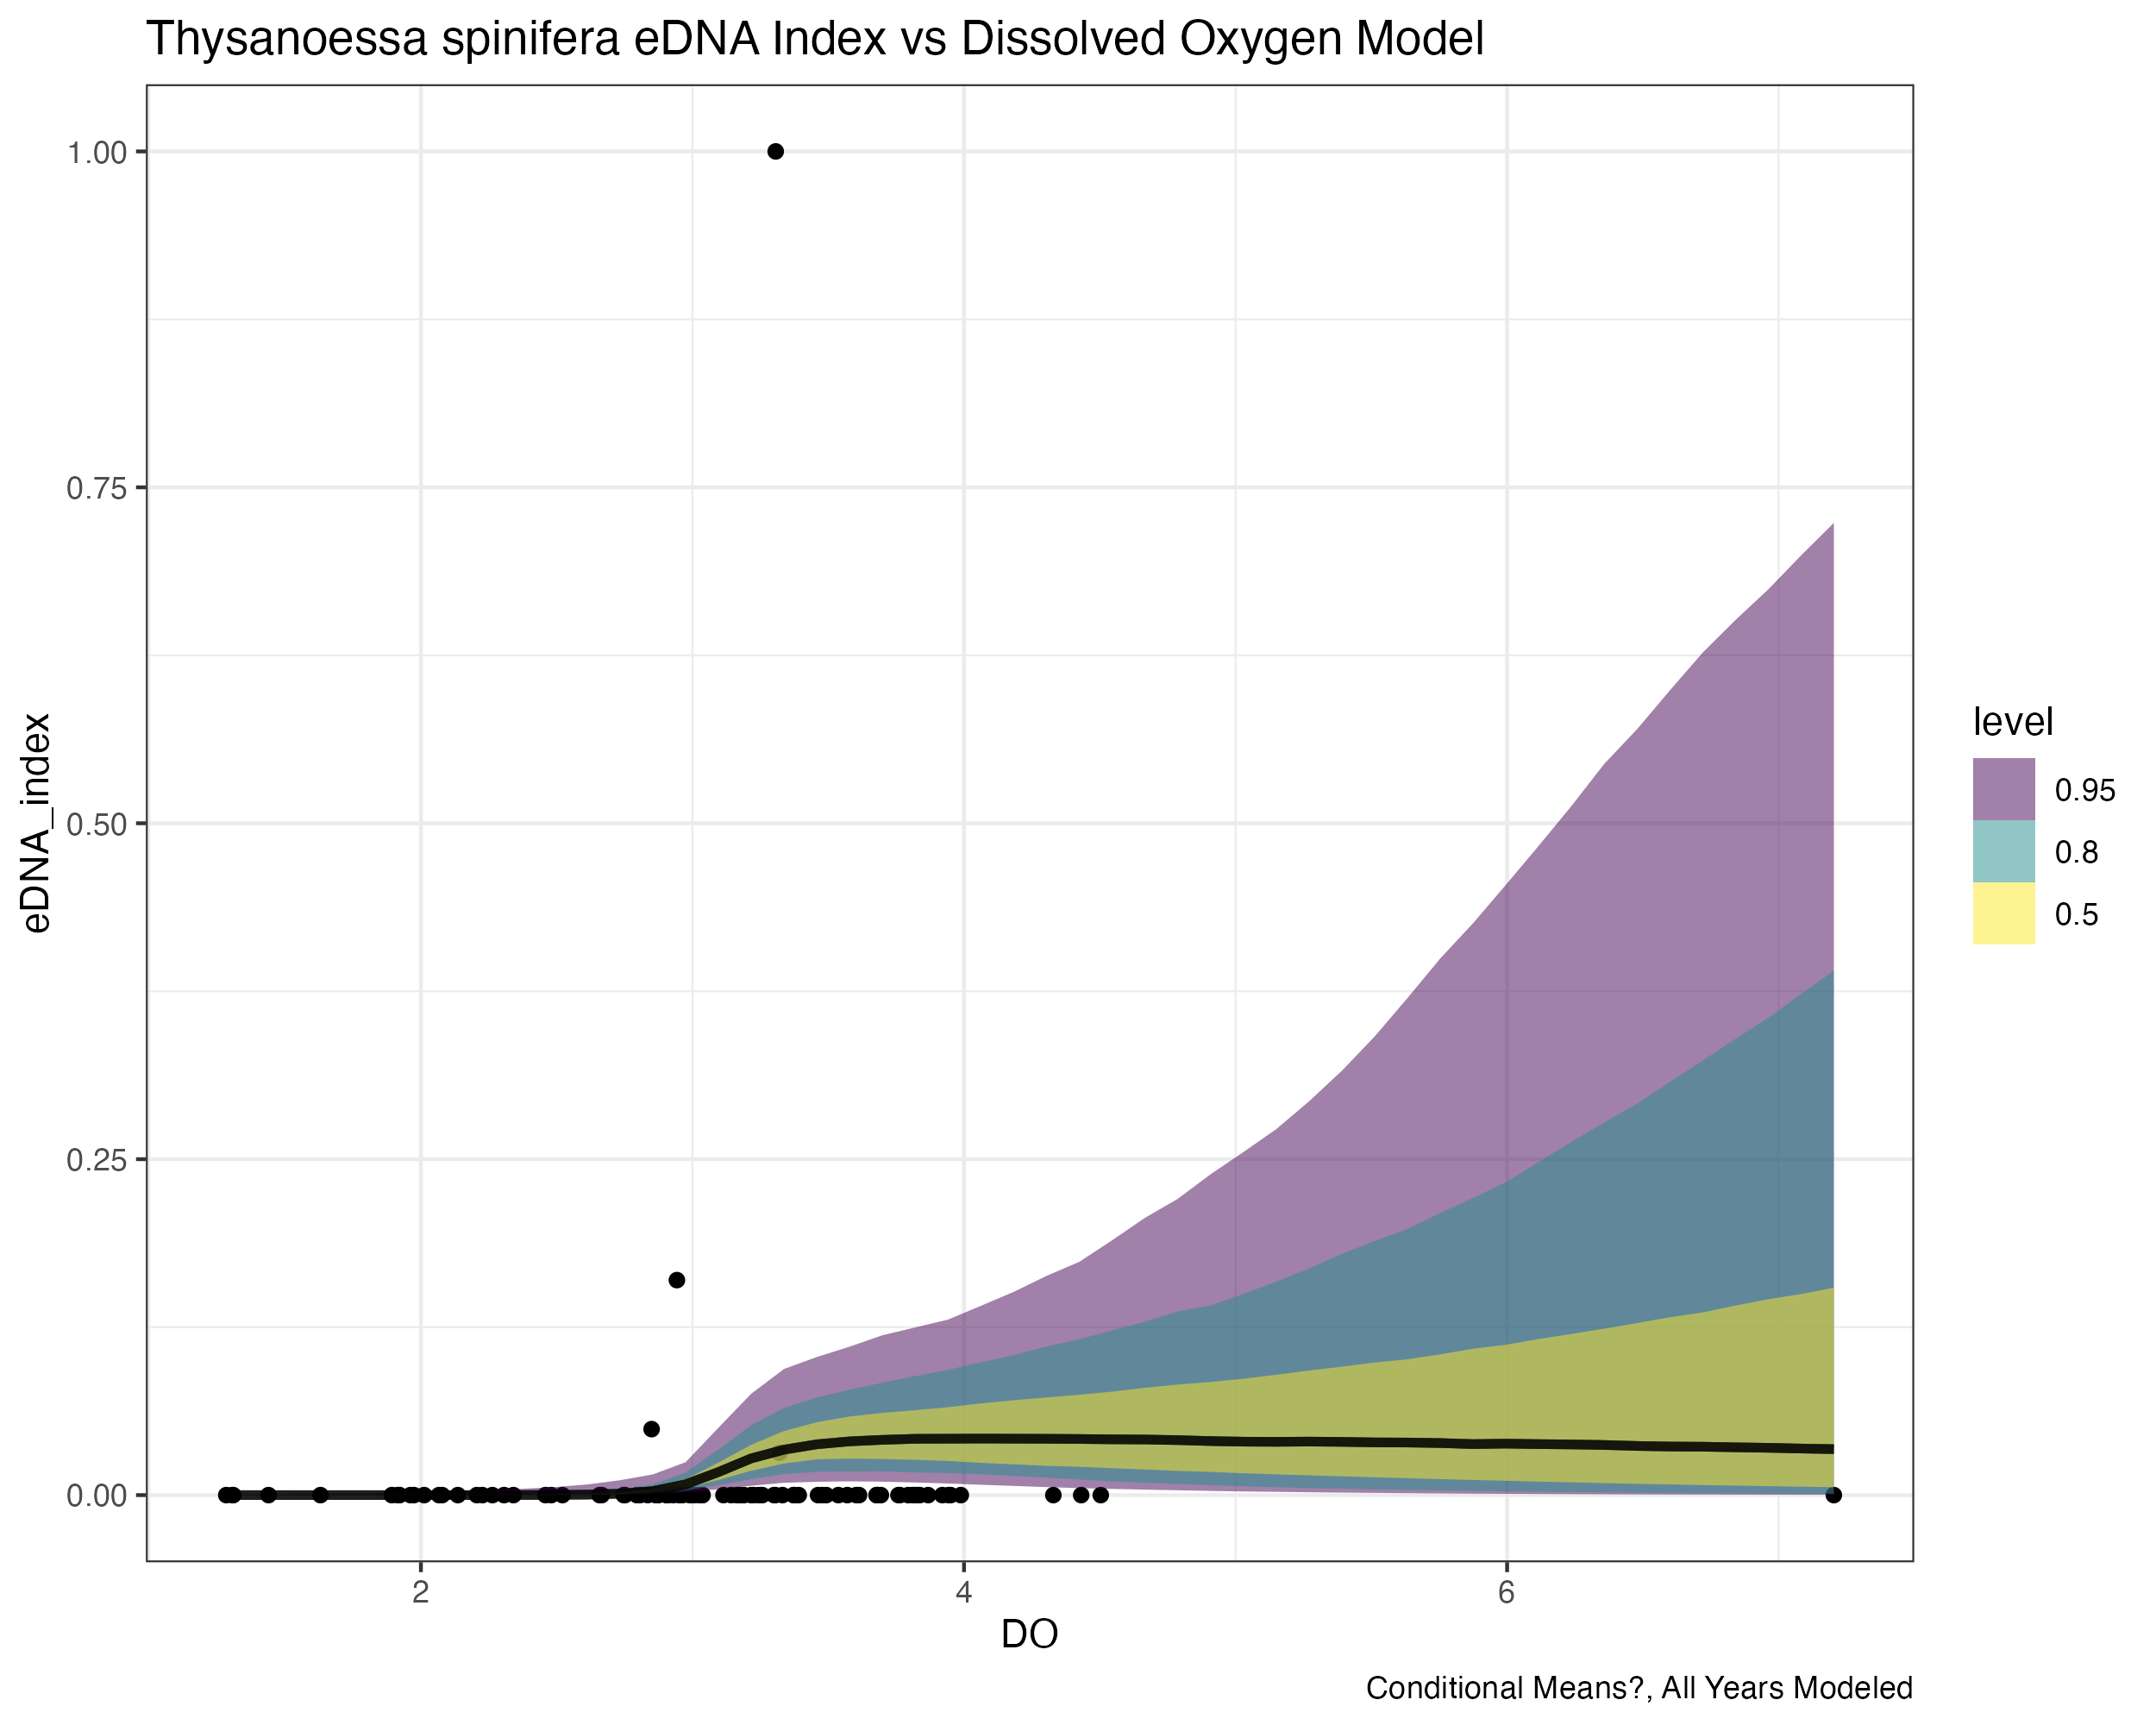 Thysanoessa spinifera eDNA Index vs Dissolved Oxygen Model
1.00
0.75
0.50
0.25
0.00
eDNA_index
2
4
6
DO
level
0.95
0.8
0.5
Conditional Means?, All Years Modeled